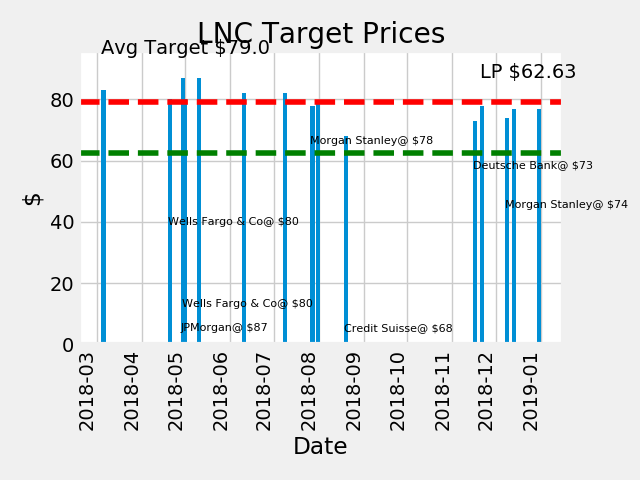 LNC Target Prices
Avg Target $79.0
LP $62.63
80
Morgan Stanley@ $78
60
Deutsche Bank@ $73
$
Morgan Stanley@ $74
40
Wells Fargo & Co@ $80
20
Wells Fargo & Co@ $80
JPMorgan@ $87
Credit Suisse@ $68
0
2018-03
2018-04
2018-05
2018-06
2018-07
2018-08
2018-09
2018-10
2018-11
2018-12
2019-01
Date